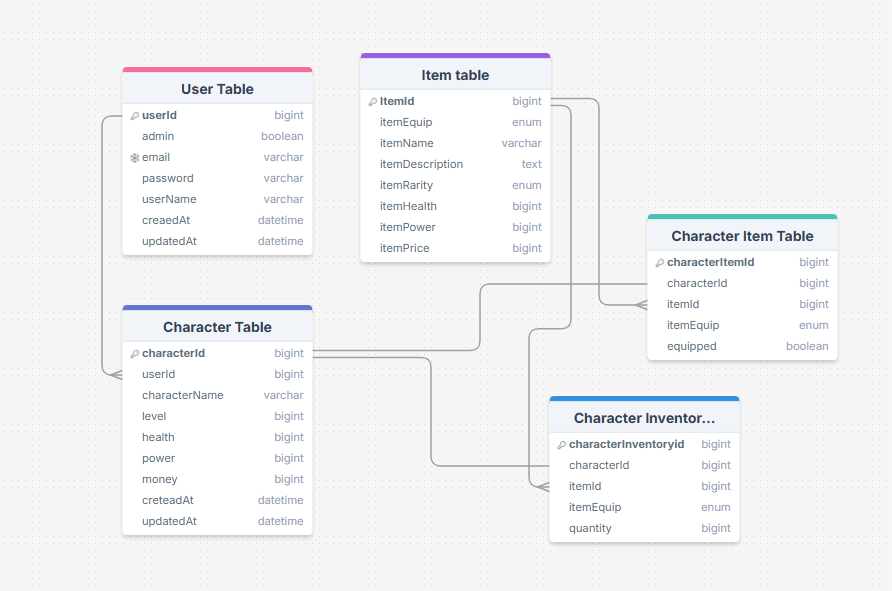 User Table
userId bigint
admin boolean
email varchar
password varchar
userName varchar
creaedAt datetime
updatedAt datetime
Item table
ItemId bigint
itemEquip enum
itemName varchar
itemDescription text
itemRarity enum
itemHealth bigint
itemPower bigint
itemPrice bigint
Character Item Table
characterItemId bigint
characterId bigint
itemId bigint
itemEquip enum
equipped boolean
Character Table
characterId bigint
userId bigint
characterName varchar
level bigint
health bigint
power bigint
money bigint
creteadAt datetime
updatedAt datetime
Character Inventor...
characterInventoryid bigint
characterId bigint
itemId bigint
itemEquip enum
quantity bigint